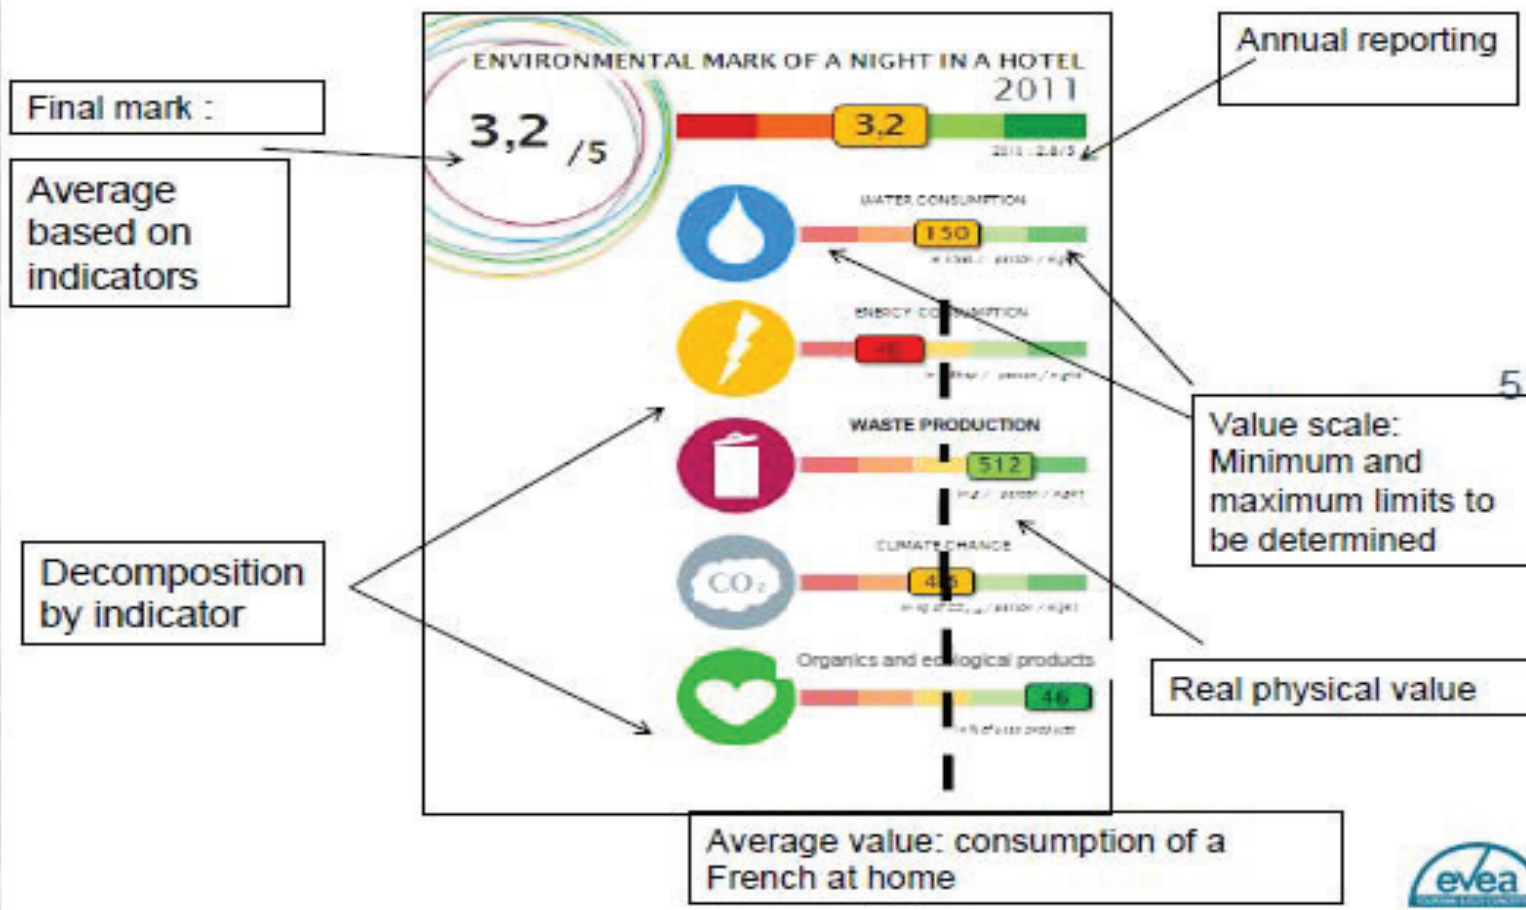 ENVIRONMENTAL MARK OF A NIGHT IN A HOTEL
2011
3,2 /5
3,2
WATER CONSUMPTION
150
ENERGY CONSUMPTION
WASTE PRODUCTION
512
CLIMATE CHANGE
CO₂
Organics and ecological products
46
Final mark :
Average
based on
indicators
Decomposition
by indicator
Annual reporting
5
Value scale:
Minimum and
maximum limits to
be determined
Real physical value
Average value: consumption of a
French at home
evea